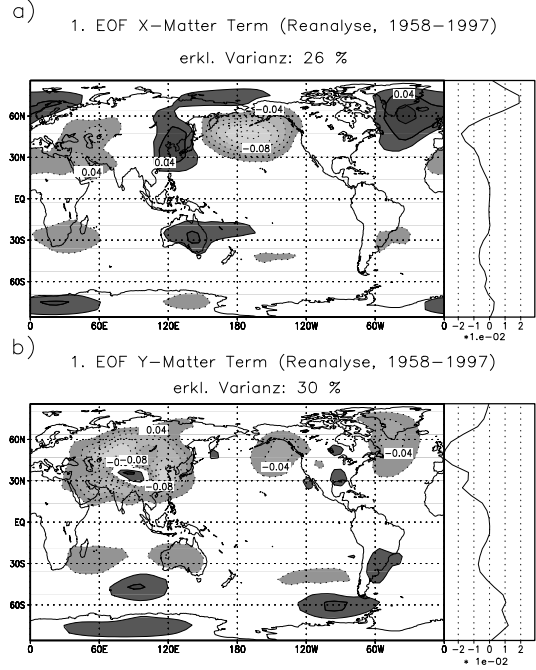 a)
1. EOF X−Matter Term (Reanalyse, 1958−1997)
erkl. Varianz: 26 %
0.04
−0.04
60N
−0.08
30N
0.04
0.04
EQ
30S
60S
0 60E 120E 180 120W 60W 0 −2 −1 0 1 2
*1.e−02
b)
1. EOF Y−Matter Term (Reanalyse, 1958−1997)
erkl. Varianz: 30 %
0.04
60N
−0.04
−0.08
−0.04
30N
−0.08
EQ
30S
60S
0 60E 120E 180 120W 60W 0 −2 −1 0 1 2
* 1e−02